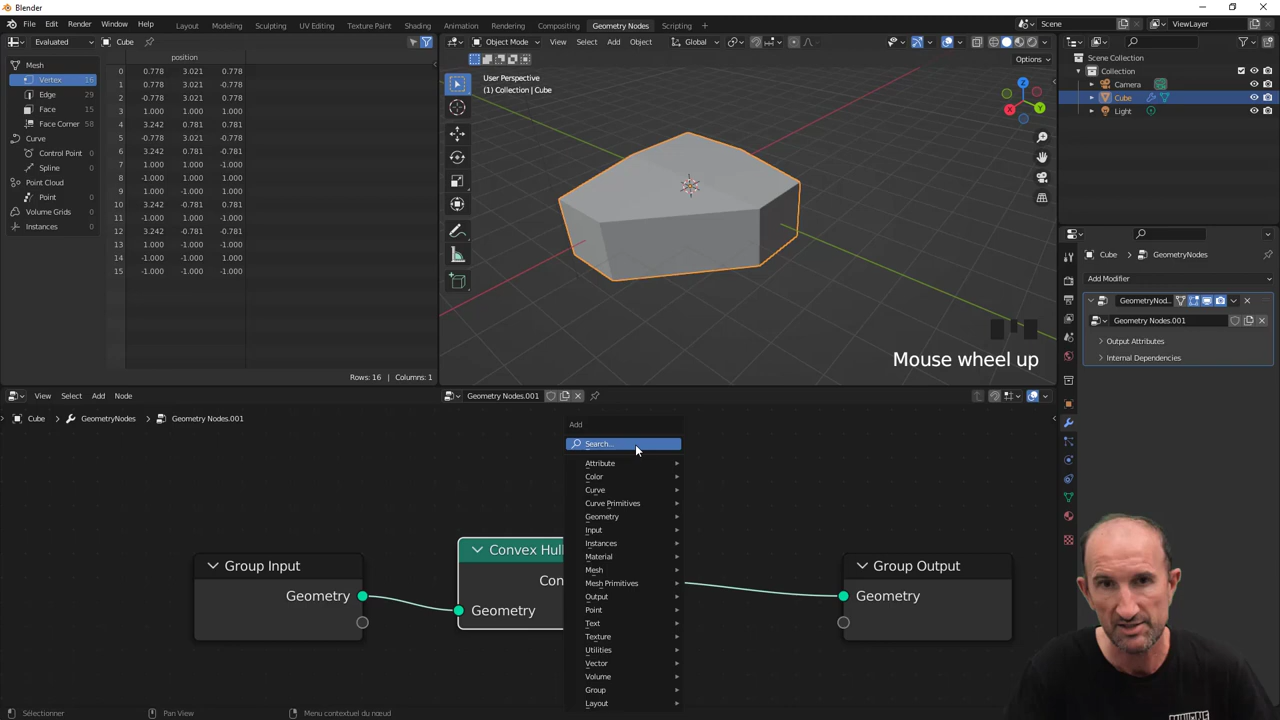 Blender
File Edit Render Window Help Layout Modeling Sculpting UV Editing Texture Paint Shading Animation Rendering Compositing Geometry Nodes Scripting + Scene ViewLayer
Evaluated Cube Object Mode View Select Add Object Global
Options
position
Mesh
Vertex 16
Edge 29
Face 15
Face Corner 58
Curve
Control Point 0
Spline 0
Point Cloud
Point 0
Volume Grids 0
Instances 0
0 0.778 3.021 0.778
1 0.778 3.021 -0.778
2 -0.778 3.021 0.778
3 1.000 1.000 1.000
4 3.242 0.781 0.781
5 -0.778 3.021 -0.778
6 3.242 0.781 -0.781
7 1.000 1.000 -1.000
8 -1.000 1.000 1.000
9 1.000 -1.000 1.000
10 3.242 -0.781 0.781
11 -1.000 1.000 -1.000
12 3.242 -0.781 -0.781
13 1.000 -1.000 -1.000
14 -1.000 -1.000 1.000
15 -1.000 -1.000 -1.000
Rows: 16 | Columns: 1
User Perspective
(1) Collection | Cube
Z
Y
X
Mouse wheel up
Scene Collection
Collection
Camera
Cube
Light
Cube GeometryNodes
Add Modifier
GeometryNod...
Geometry Nodes.001
Output Attributes
Internal Dependencies
View Select Add Node Geometry Nodes.001
Cube GeometryNodes Geometry Nodes.001
Group Input
Geometry
Convex Hull
Con
Geometry
Group Output
Geometry
Add
Search...
Attribute
Color
Curve
Curve Primitives
Geometry
Input
Instances
Material
Mesh
Mesh Primitives
Output
Point
Text
Texture
Utilities
Vector
Volume
Group
Layout
Sélectionner Pan View Menu contextuel du nœud